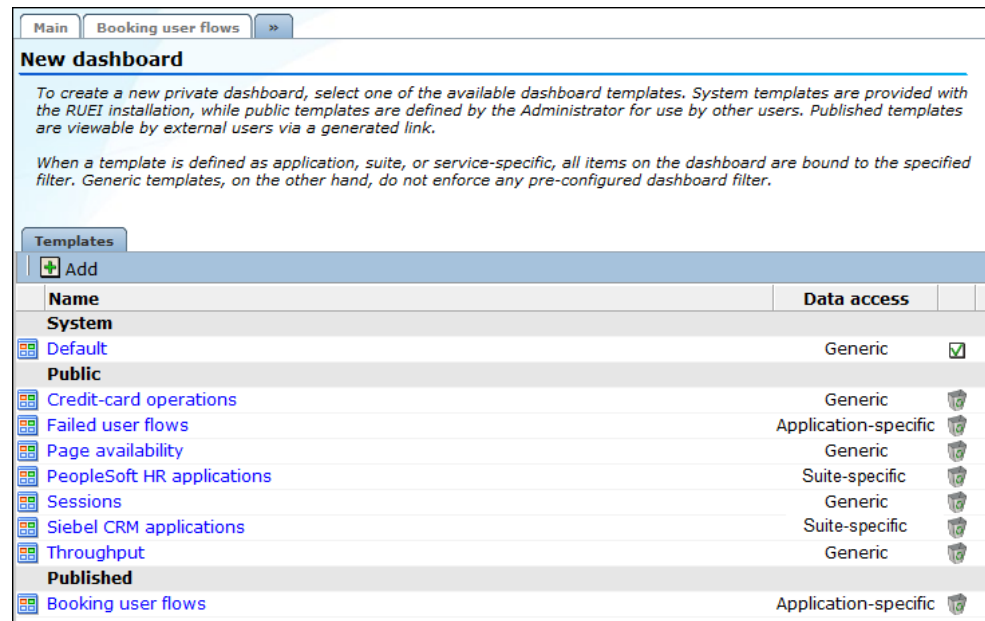 Main Booking user flows »
New dashboard
To create a new private dashboard, select one of the available dashboard templates. System templates are provided with
the RUEI installation, while public templates are defined by the Administrator for use by other users. Published templates
are viewable by external users via a generated link.
When a template is defined as application, suite, or service-specific, all items on the dashboard are bound to the specified
filter. Generic templates, on the other hand, do not enforce any pre-configured dashboard filter.
Templates
Add
Name Data access
System
Default Generic
Public
Credit-card operations Generic
Failed user flows Application-specific
Page availability Generic
PeopleSoft HR applications Suite-specific
Sessions Generic
Siebel CRM applications Suite-specific
Throughput Generic
Published
Booking user flows Application-specific